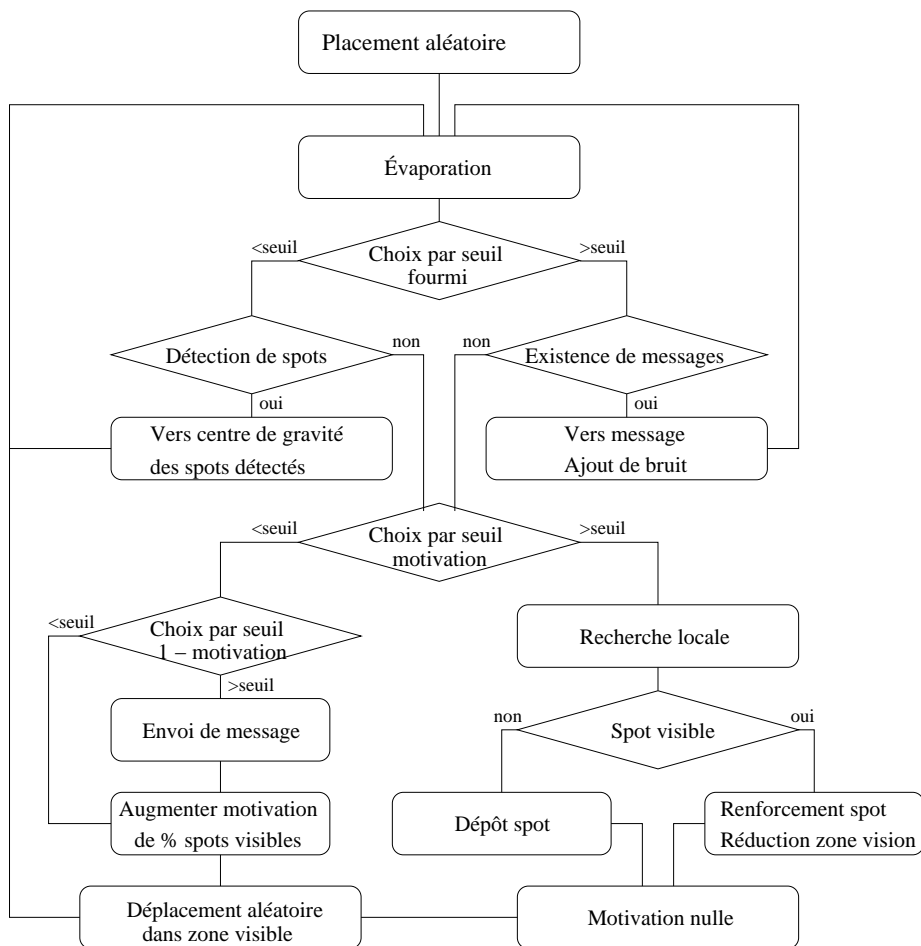 Placement aléatoire
Évaporation
<seuil
Choix par seuil
fourmi
>seuil
Détection de spots
non
non
Existence de messages
oui
oui
Vers centre de gravité
des spots détectés
Vers message
Ajout de bruit
<seuil
Choix par seuil
motivation
>seuil
<seuil
Choix par seuil
1 – motivation
>seuil
Recherche locale
Envoi de message
non
Spot visible
oui
Augmenter motivation
de % spots visibles
Dépôt spot
Renforcement spot
Réduction zone vision
Déplacement aléatoire
dans zone visible
Motivation nulle